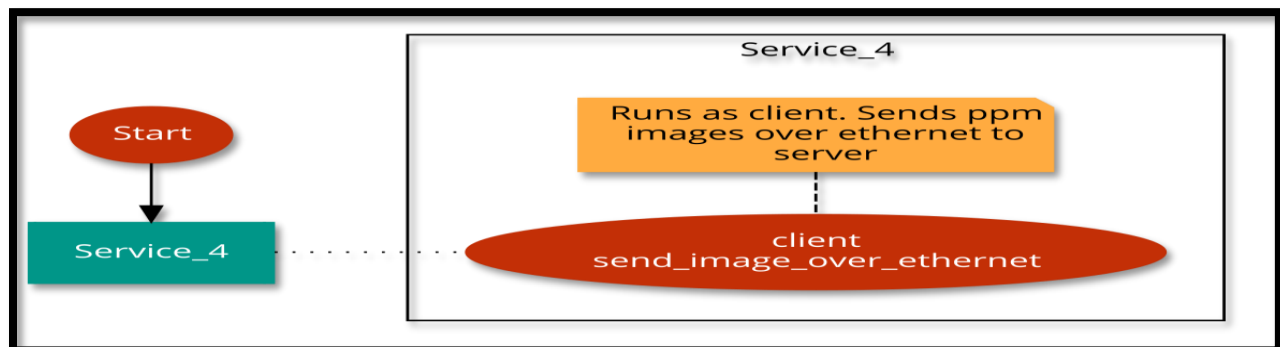 Service_4
Runs as client. Sends ppm
images over ethernet to
server
Start
Service_4
client
send_image_over_ethernet